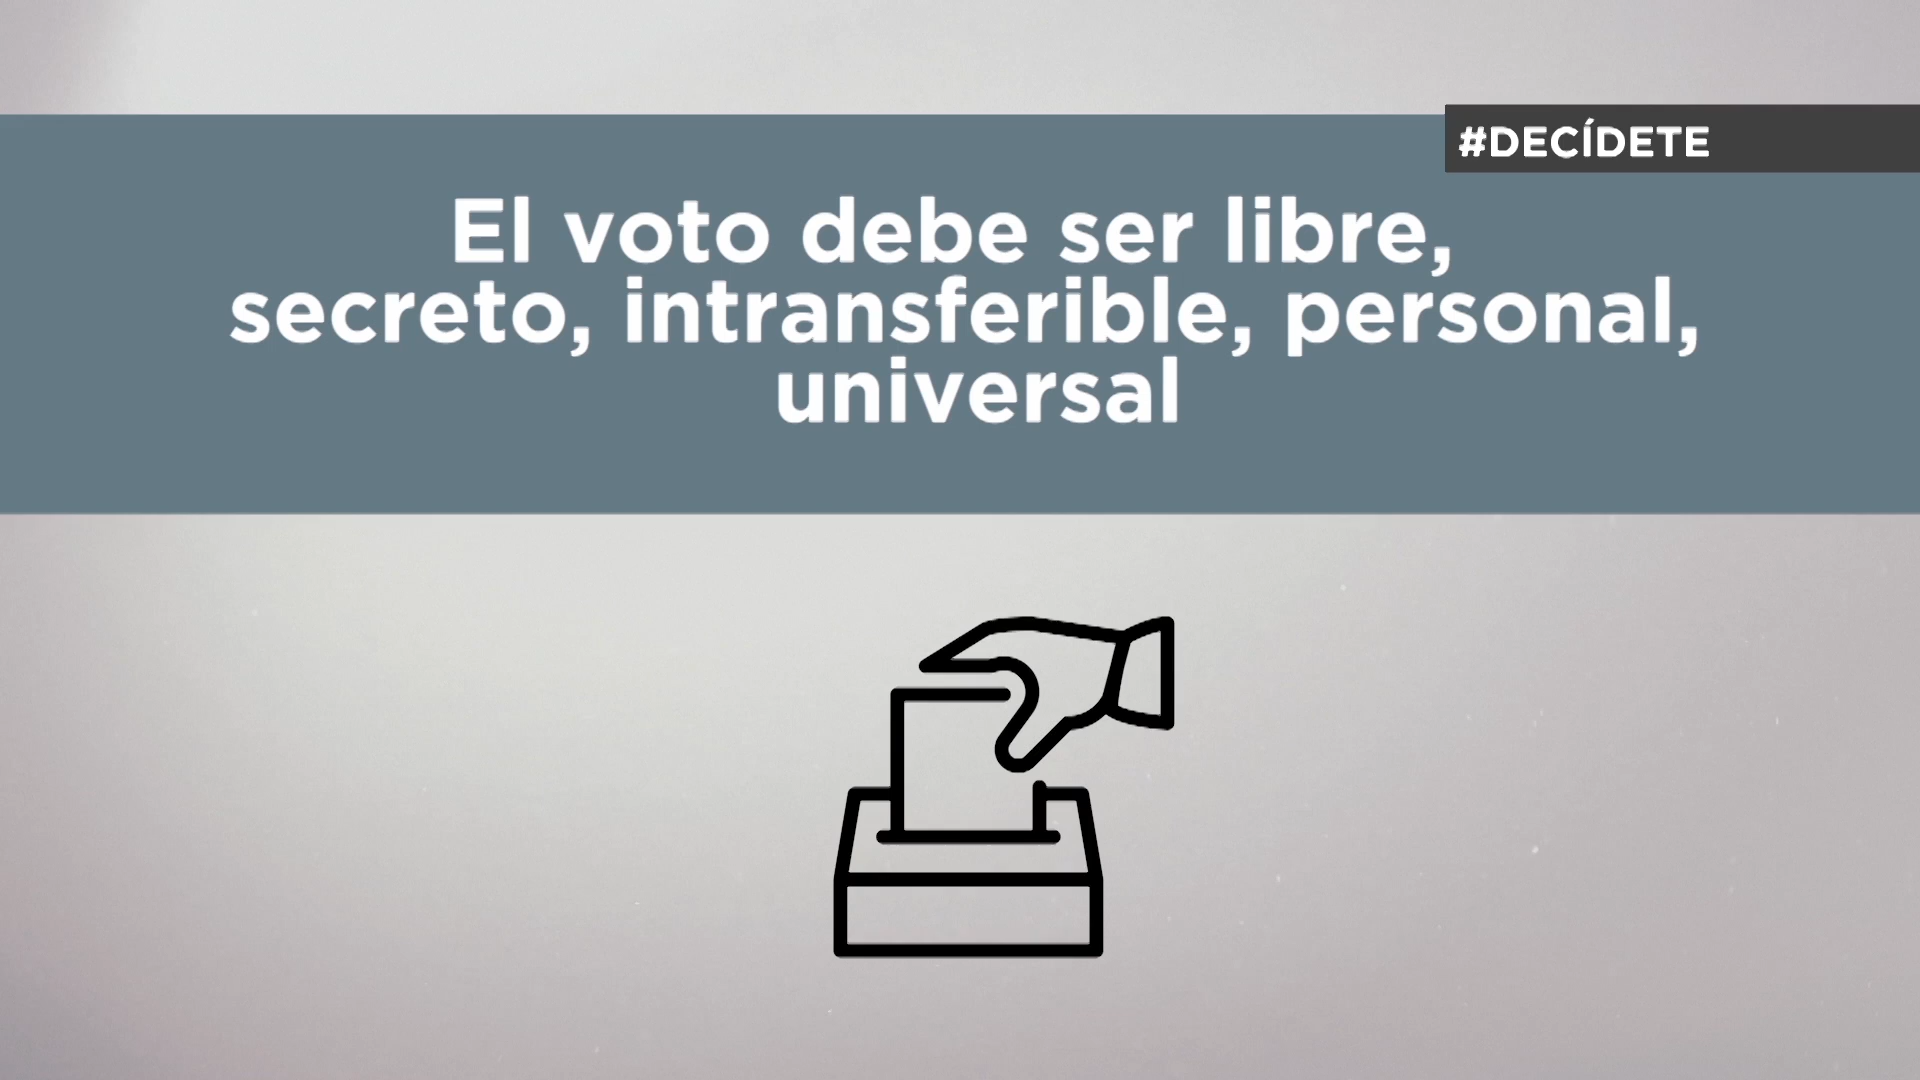 #DECÍDETE
El voto debe ser libre,
secreto, intransferible, personal,
universal